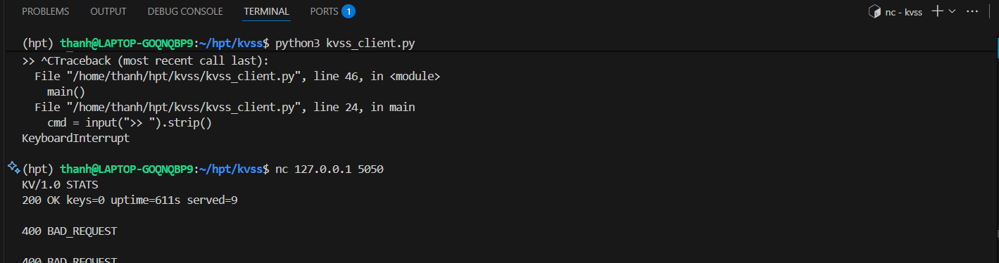 PROBLEMS OUTPUT DEBUG CONSOLE TERMINAL PORTS 1 nc - kvss
(hpt) thanh@LAPTOP-GOQNQBP9:~/hpt/kvss$ python3 kvss_client.py
>> ^CTraceback (most recent call last):
  File "/home/thanh/hpt/kvss/kvss_client.py", line 46, in <module>
    main()
  File "/home/thanh/hpt/kvss/kvss_client.py", line 24, in main
    cmd = input(">> ").strip()
KeyboardInterrupt
(hpt) thanh@LAPTOP-GOQNQBP9:~/hpt/kvss$ nc 127.0.0.1 5050
KV/1.0 STATS
200 OK keys=0 uptime=611s served=9
400 BAD_REQUEST
400 BAD_REQUEST